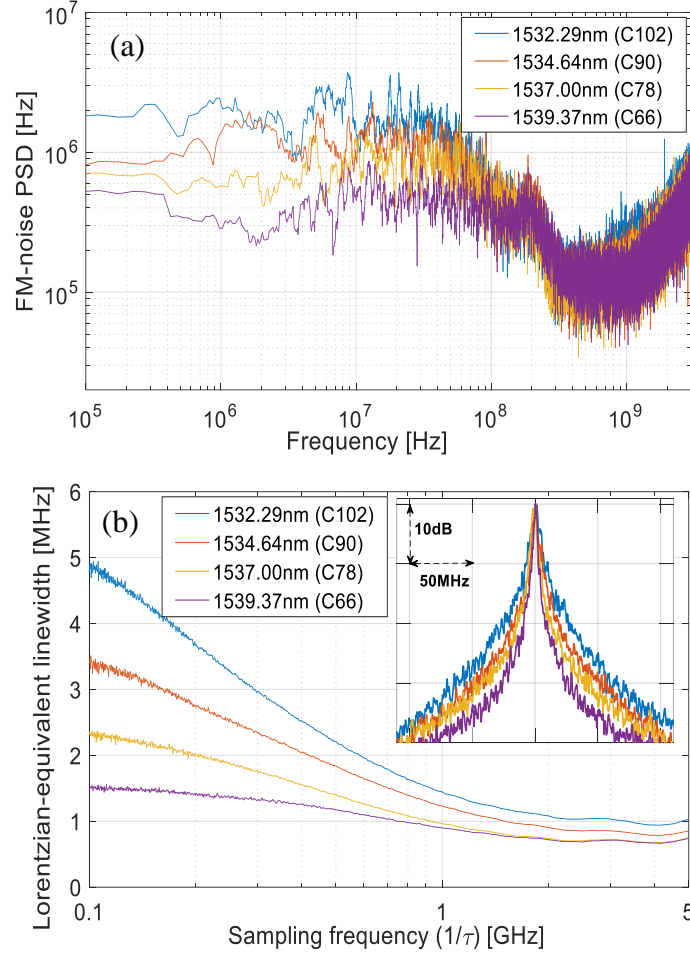 (a)
1532.29nm (C102)
1534.64nm (C90)
1537.00nm (C78)
1539.37nm (C66)
FM-noise PSD [Hz]
10^7
10^6
10^5
10^5
10^6
10^7
10^8
10^9
Frequency [Hz]
(b)
1532.29nm (C102)
1534.64nm (C90)
1537.00nm (C78)
1539.37nm (C66)
10dB
50MHz
Lorentzian-equivalent linewidth [MHz]
6
5
4
3
2
1
0
0.1
1
5
Sampling frequency (1/τ) [GHz]